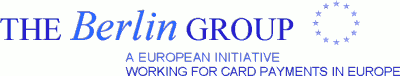 THE Berlin GROUP
A EUROPEAN INITIATIVE
WORKING FOR CARD PAYMENTS IN EUROPE